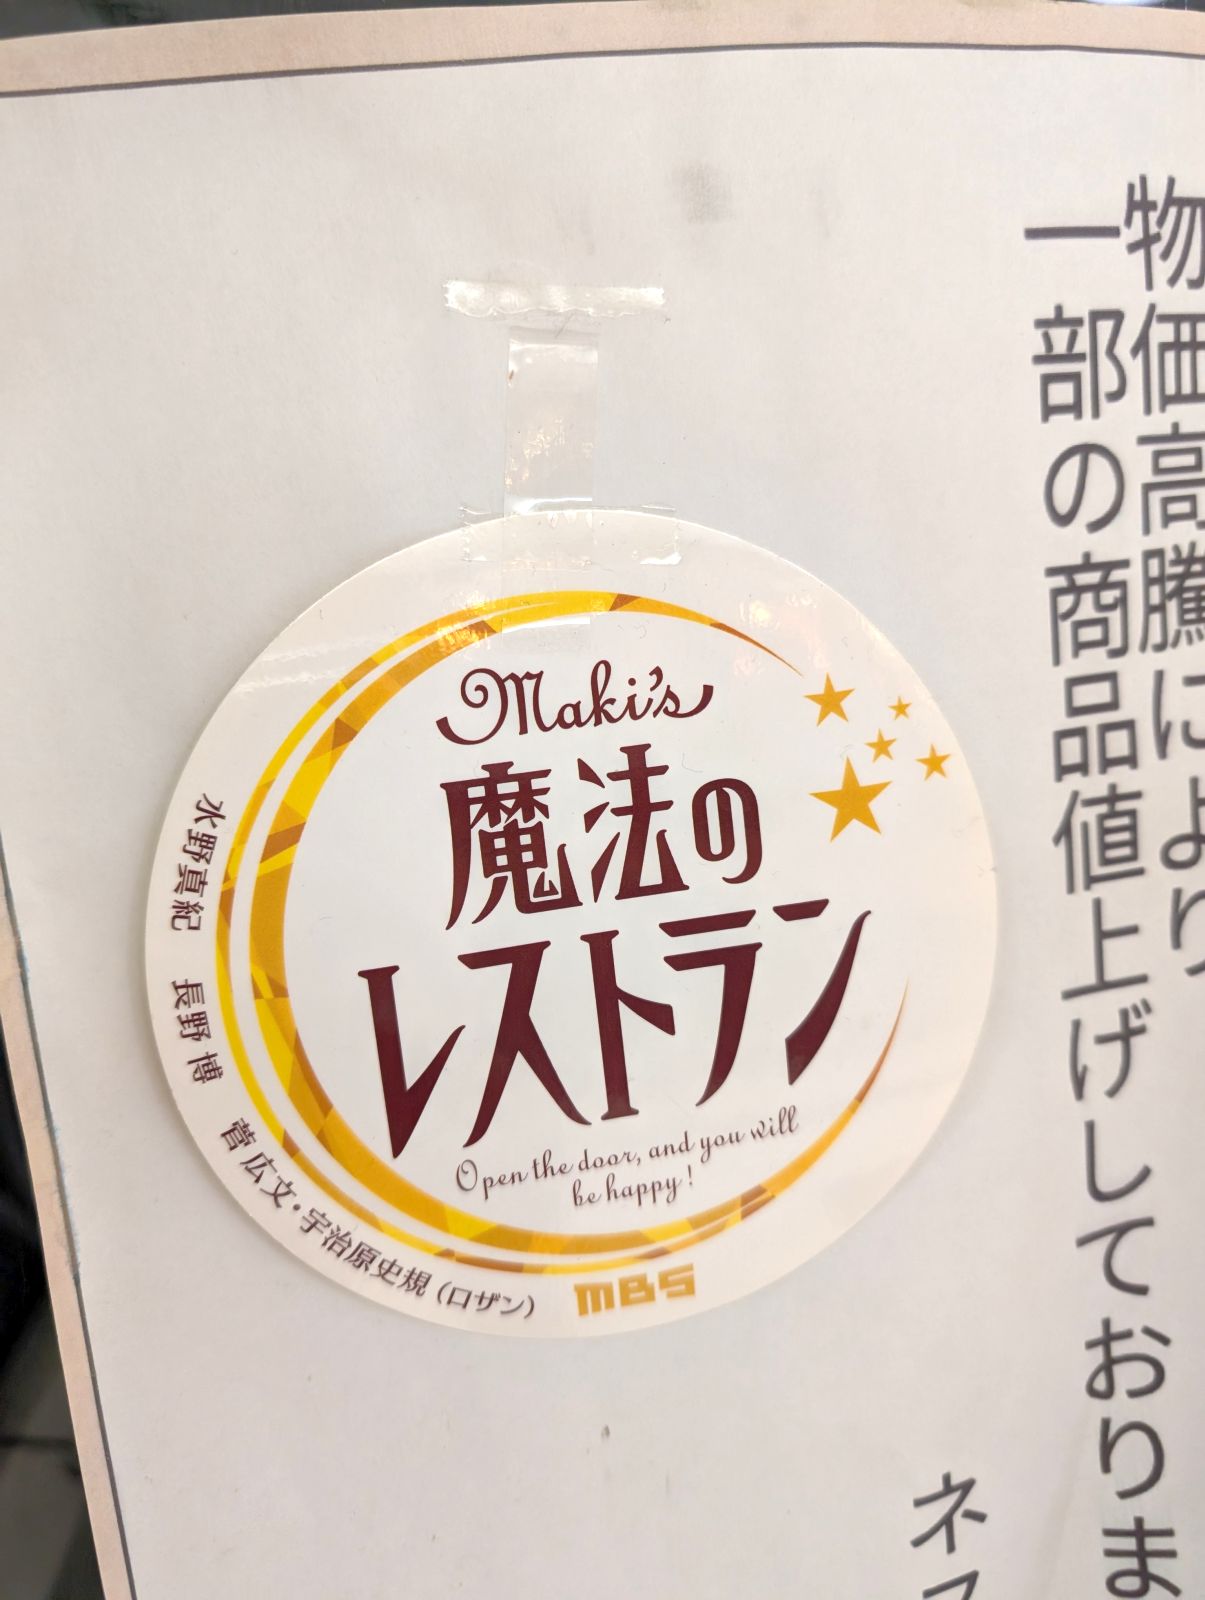 物価高騰により
一部の商品値上げしておりま
ネ
Maki's
魔法の
レストラン
Open the door, and you will
be happy!
水野真紀 長野 博 菅 広文・宇治原史規 (ロザン)
MBS